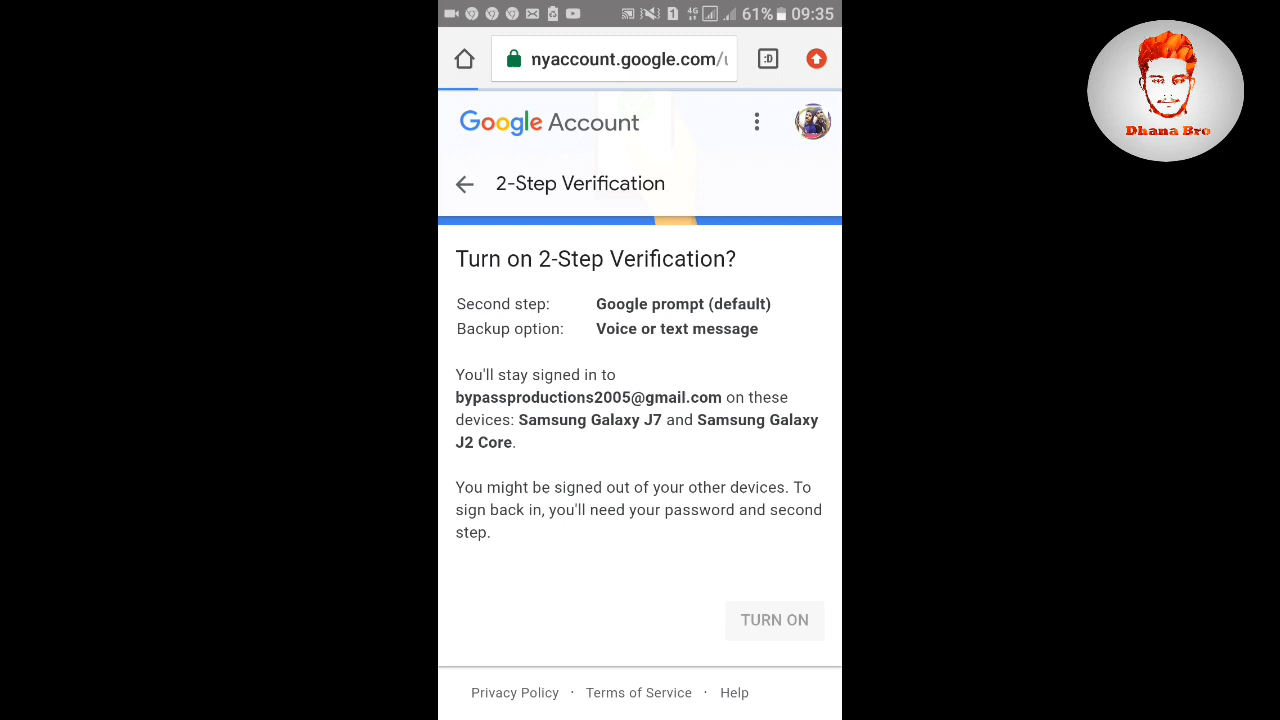 4G 1 61% 09:35
nyaccount.google.com/u
:D
Google Account
2-Step Verification
Turn on 2-Step Verification?
Second step: Google prompt (default)
Backup option: Voice or text message
You'll stay signed in to
bypassproductions2005@gmail.com on these
devices: Samsung Galaxy J7 and Samsung Galaxy
J2 Core.
You might be signed out of your other devices. To
sign back in, you'll need your password and second
step.
TURN ON
Privacy Policy · Terms of Service · Help
Dhana Bro